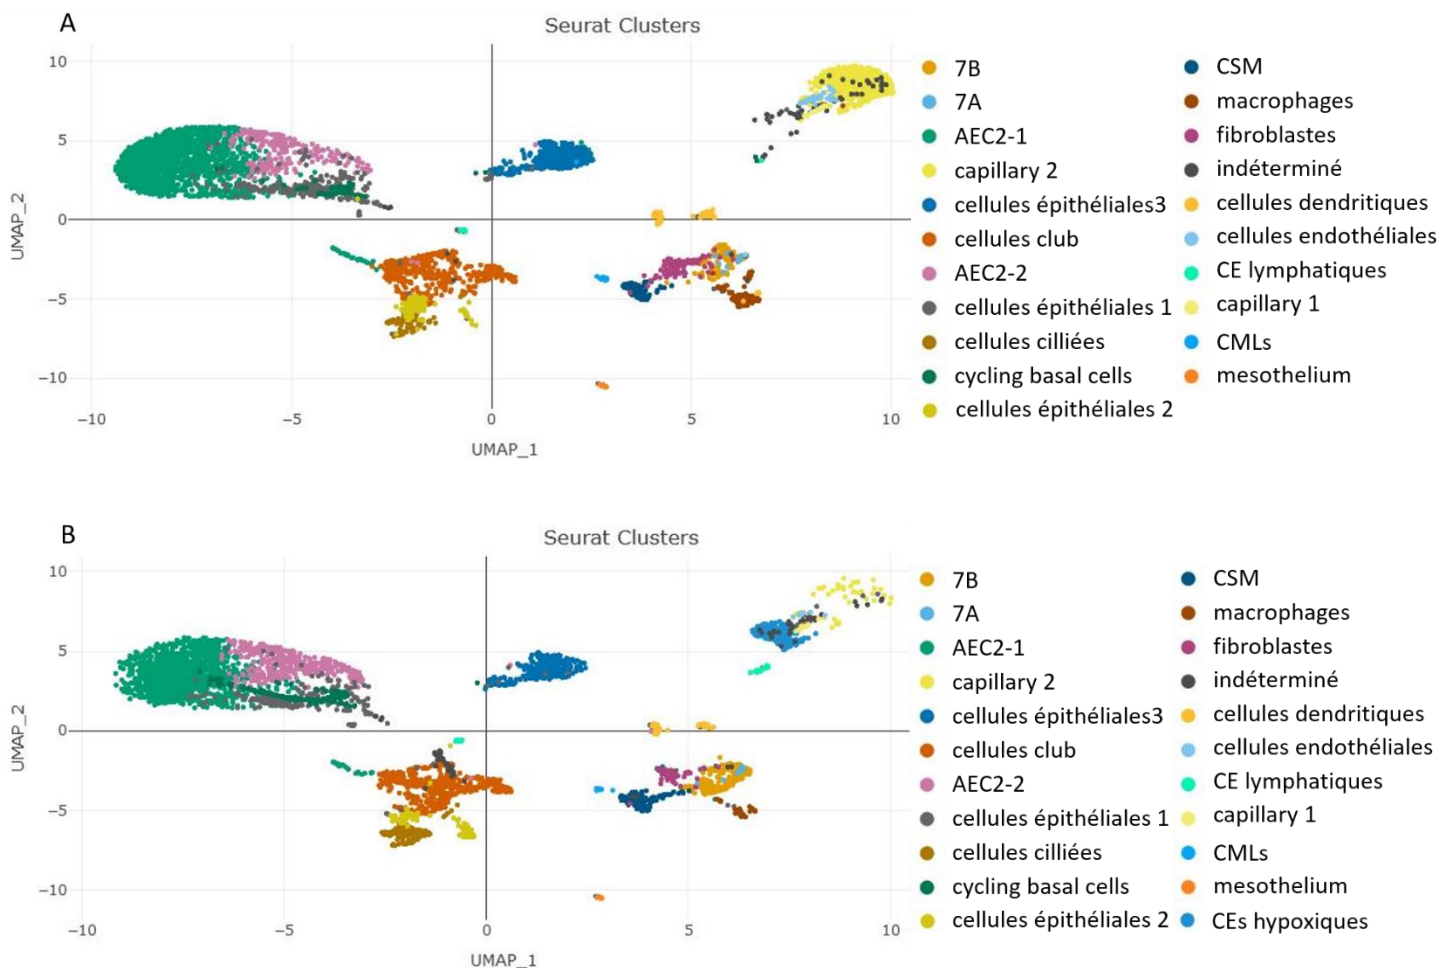 A
Seurat Clusters
10
5
0
−5
−10
−10
−5
0
5
10
UMAP_2
UMAP_1
7B
7A
AEC2-1
capillary 2
cellules épithéliales3
cellules club
AEC2-2
cellules épithéliales 1
cellules cilliées
cycling basal cells
cellules épithéliales 2
CSM
macrophages
fibroblastes
indéterminé
cellules dendritiques
cellules endothéliales
CE lymphatiques
capillary 1
CMLs
mesothelium
B
Seurat Clusters
10
5
0
−5
−10
−10
−5
0
5
10
UMAP_2
UMAP_1
7B
7A
AEC2-1
capillary 2
cellules épithéliales3
cellules club
AEC2-2
cellules épithéliales 1
cellules cilliées
cycling basal cells
cellules épithéliales 2
CSM
macrophages
fibroblastes
indéterminé
cellules dendritiques
cellules endothéliales
CE lymphatiques
capillary 1
CMLs
mesothelium
CEs hypoxiques